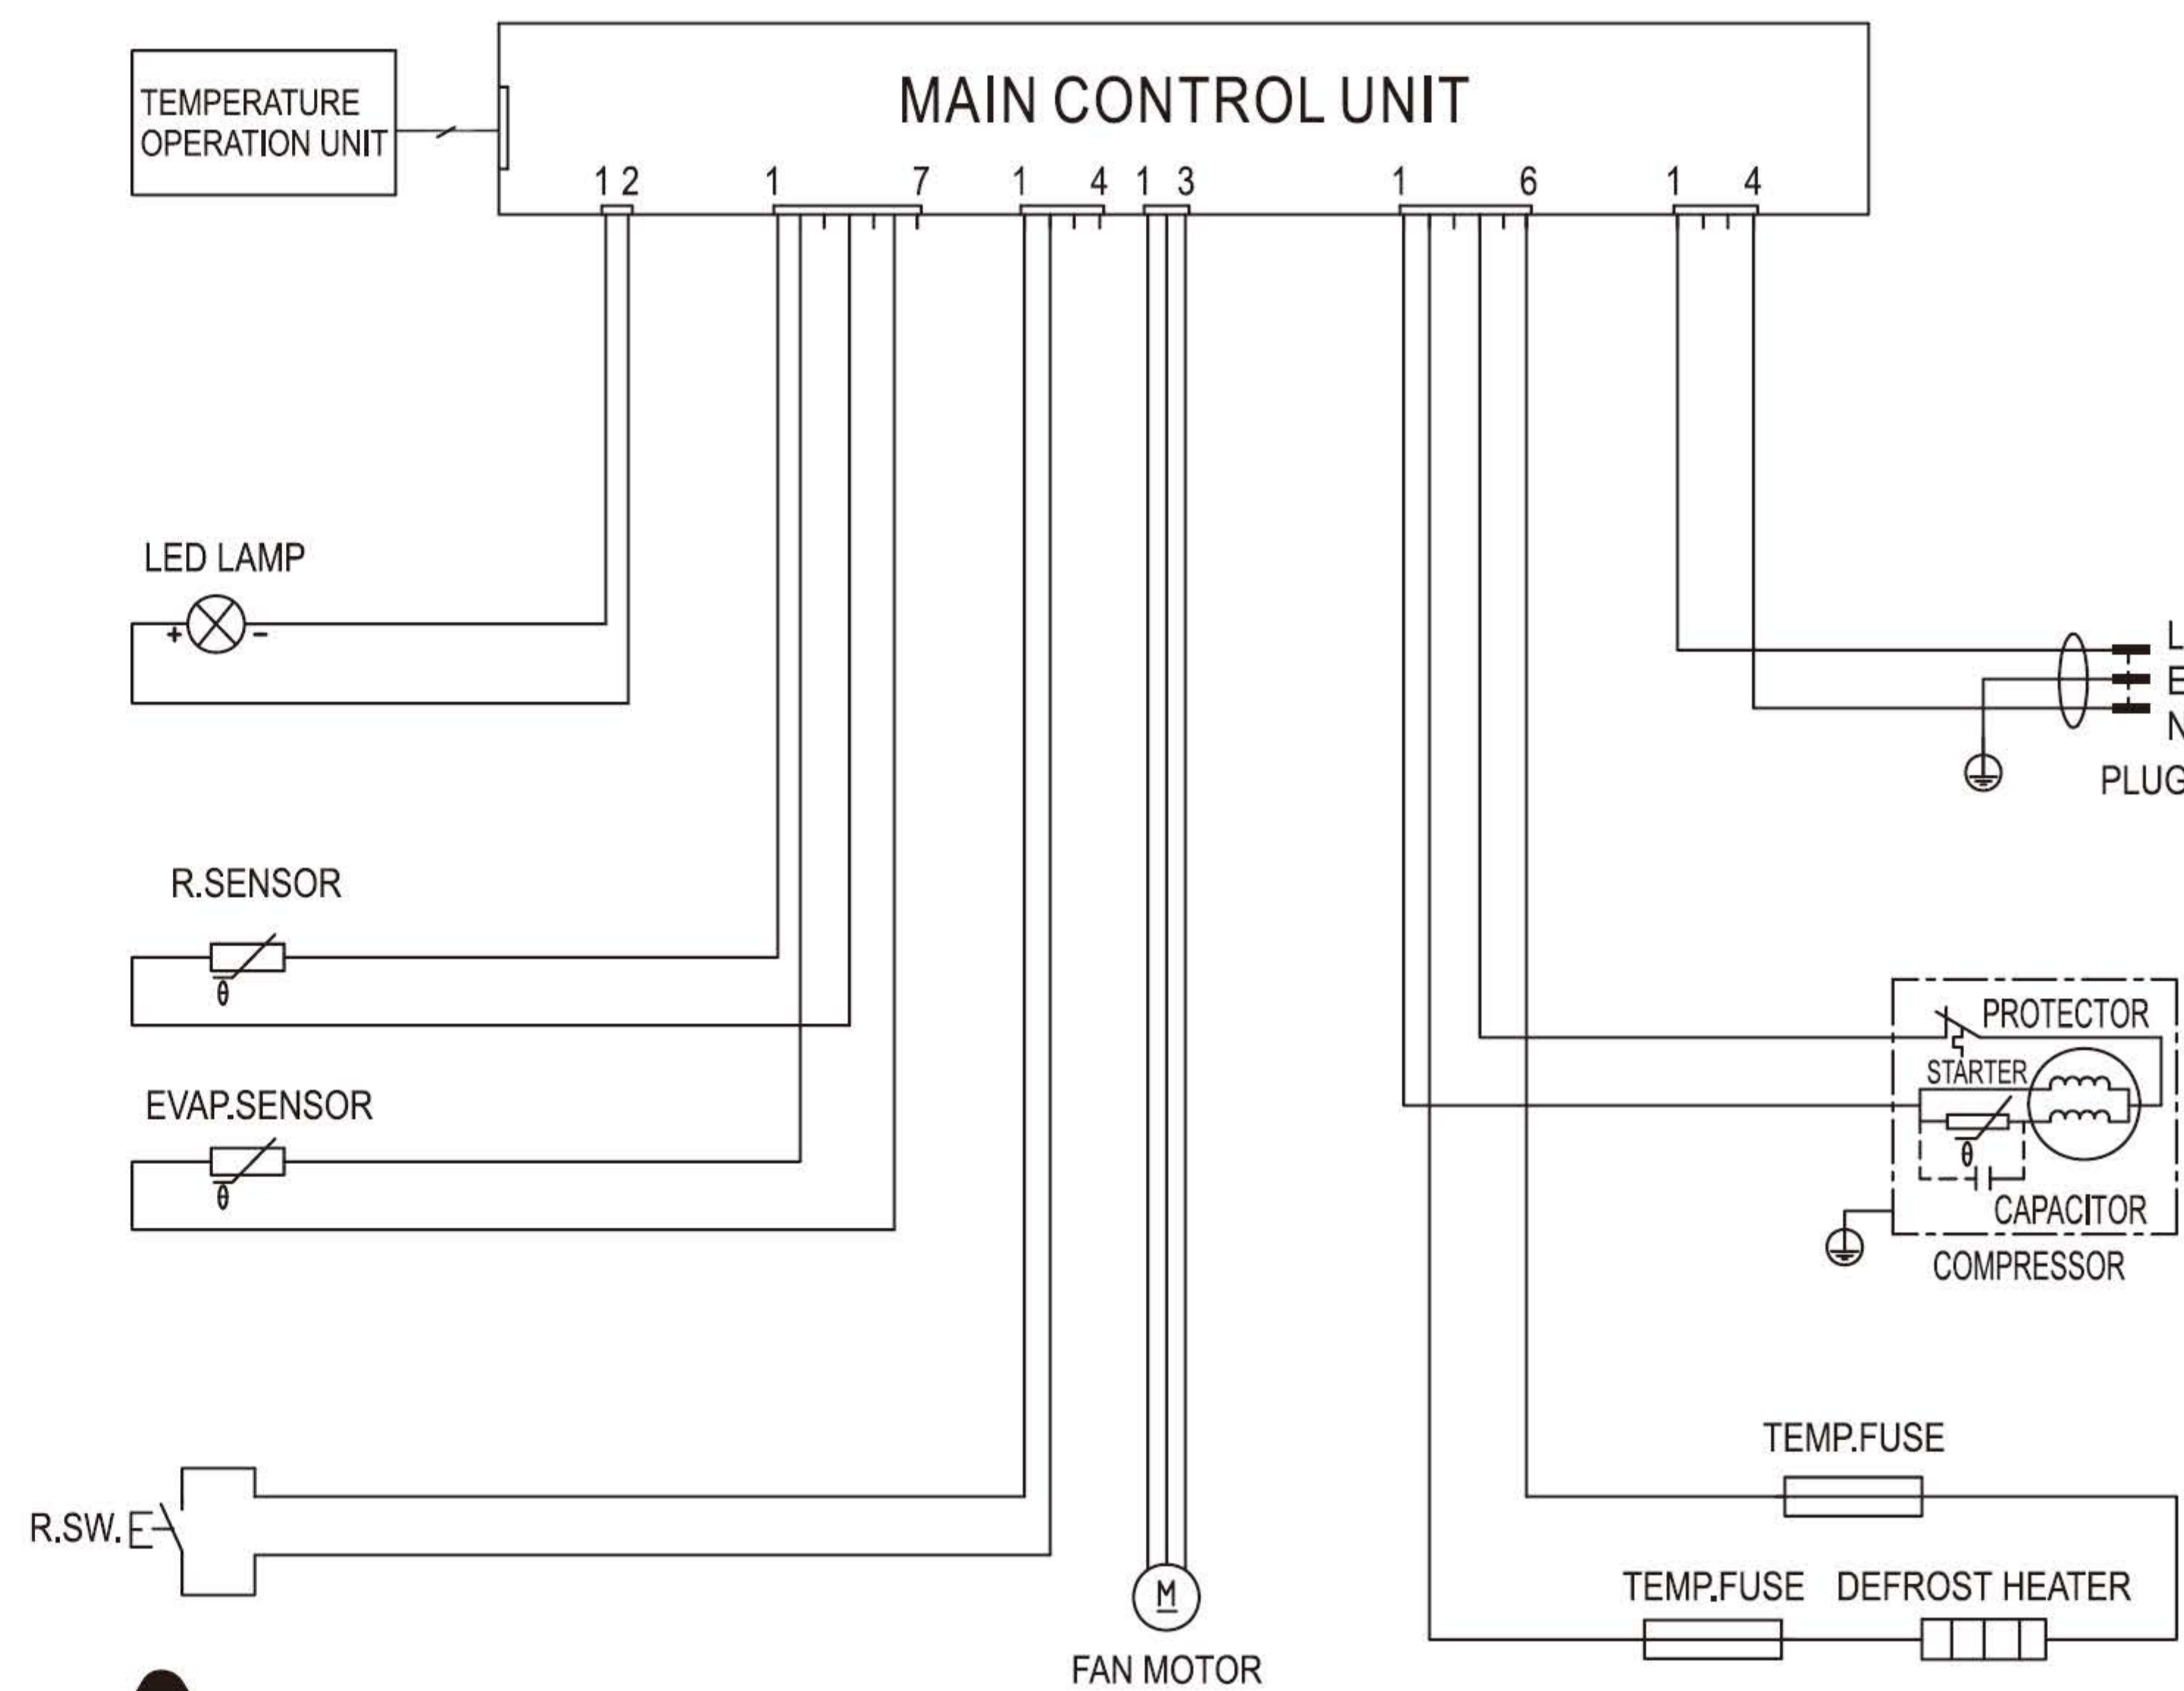 MAIN CONTROL UNIT
TEMPERATURE
OPERATION UNIT
1 2 1 7 1 4 1 3 1 6 1 4
LED LAMP
+ -
L
E
N
PLUG
R.SENSOR
θ
PROTECTOR
STARTER
θ
CAPACITOR
COMPRESSOR
EVAP.SENSOR
θ
TEMP.FUSE
R.SW.
TEMP.FUSE DEFROST HEATER
M
FAN MOTOR